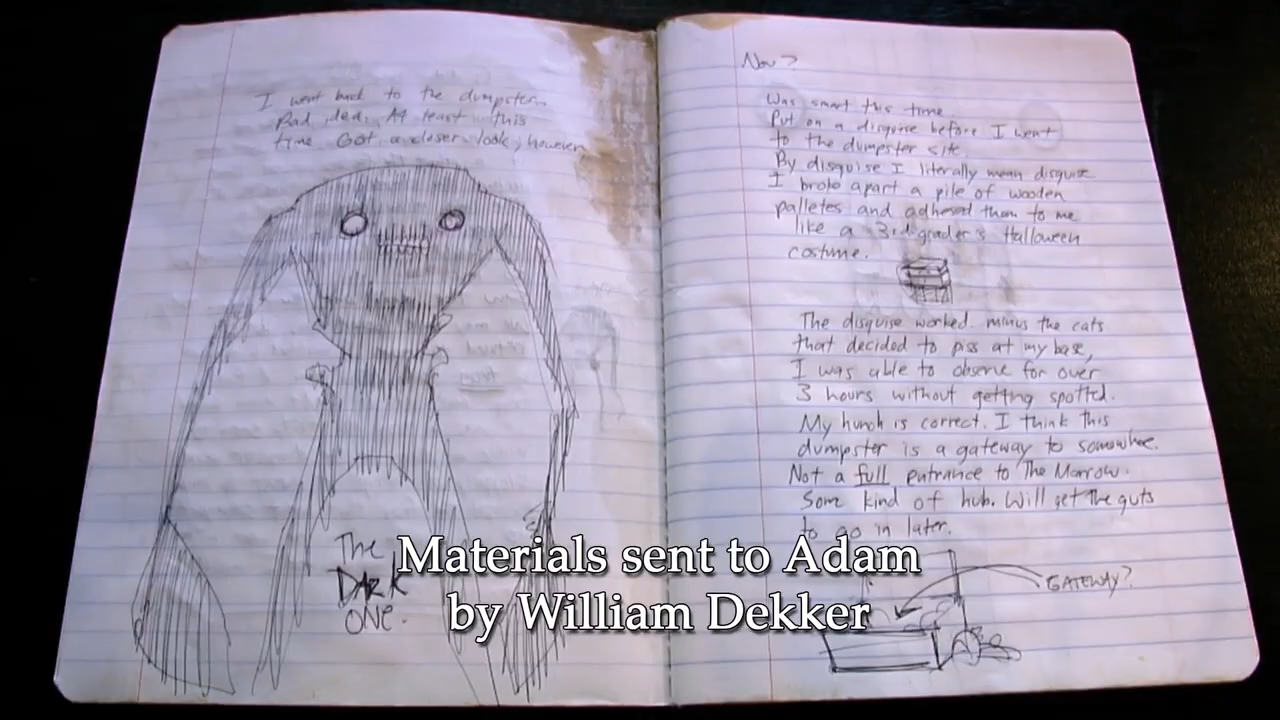 I went back to the dumpster.
Bad idea. At least this
time Got a closer look, however
The
DARK
ONE.
Nov ?
Was smart this time.
Put on a disguise before I went
to the dumpster site.
By disguise I literally mean disguise
I broke apart a pile of wooden
palletes and adhesed them to me
like a 3rd-grader's Halloween
costume.
The disguise worked. minus the cats
that decided to piss at my base,
I was able to observe for over
3 hours without getting spotted.
My hunch is correct. I think this
dumpster is a gateway to somewhere.
Not a full entrance to The Marrow.
Some kind of hub. Will get the guts
to go in later.
GATEWAY?
Materials sent to Adam
by William Dekker